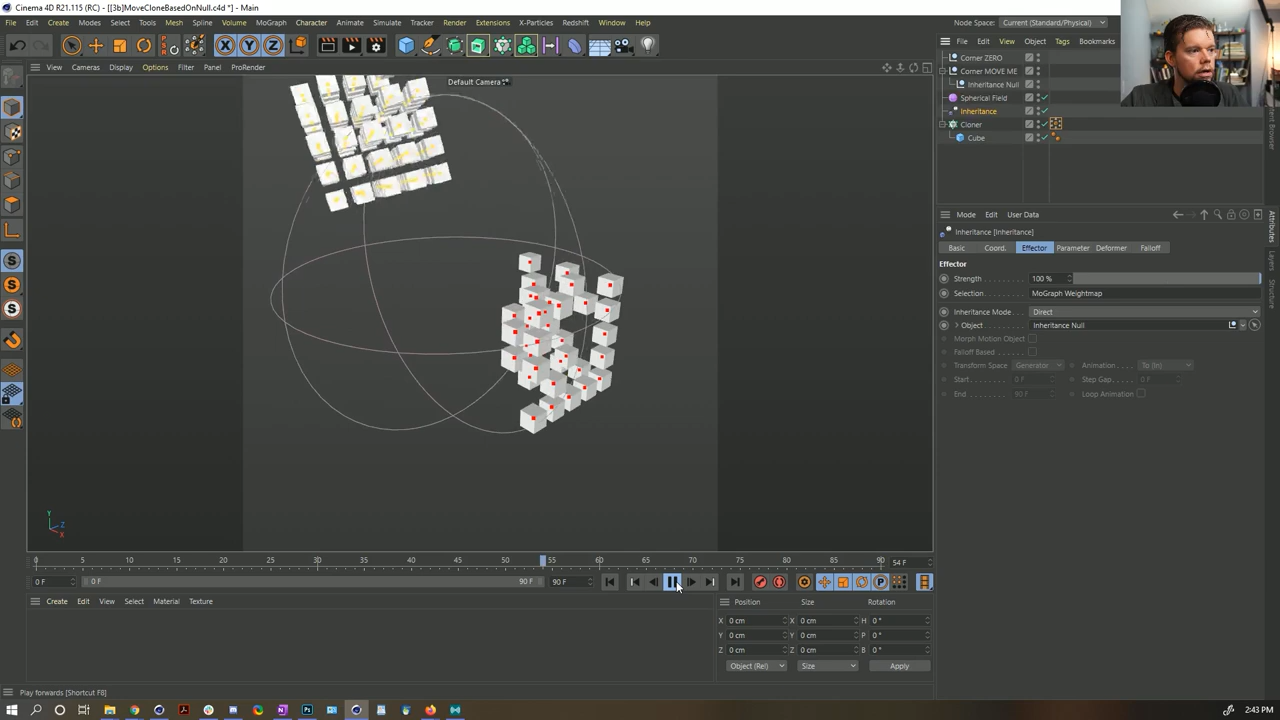 Cinema 4D R21.115 (RC) - [[3b]MoveCloneBasedOnNull.c4d *] - Main
File Edit Create Modes Select Tools Mesh Spline Volume MoGraph Character Animate Simulate Tracker Render Extensions X-Particles Redshift Window Help
Node Space: Current (Standard/Physical)
File Edit View Object Tags Bookmarks
View Cameras Display Options Filter Panel ProRender
Default Camera
Corner ZERO
Corner MOVE ME
Inheritance Null
Spherical Field
Inheritance
Cloner
Cube
Content Browser
Mode Edit User Data
Inheritance [Inheritance]
Basic Coord. Effector Parameter Deformer Falloff
Effector
Strength 100 %
Selection MoGraph Weightmap
Inheritance Mode Direct
Object Inheritance Null
Morph Motion Object
Falloff Based
Transform Space Generator Animation To (In)
Start 0 F Step Gap 0 F
End 90 F Loop Animation
Attributes
Layers
Structure
X Y Z
Y
Z
X
0 5 10 15 20 25 30 35 40 45 50 55 60 65 70 75 80 85 90 54 F
0 F 0 F 90 F 90 F
Create Edit View Select Material Texture
Position Size Rotation
X 0 cm X 0 cm H 0 °
Y 0 cm Y 0 cm P 0 °
Z 0 cm Z 0 cm B 0 °
Object (Rel) Size Apply
Play forwards [Shortcut F8]
2:43 PM